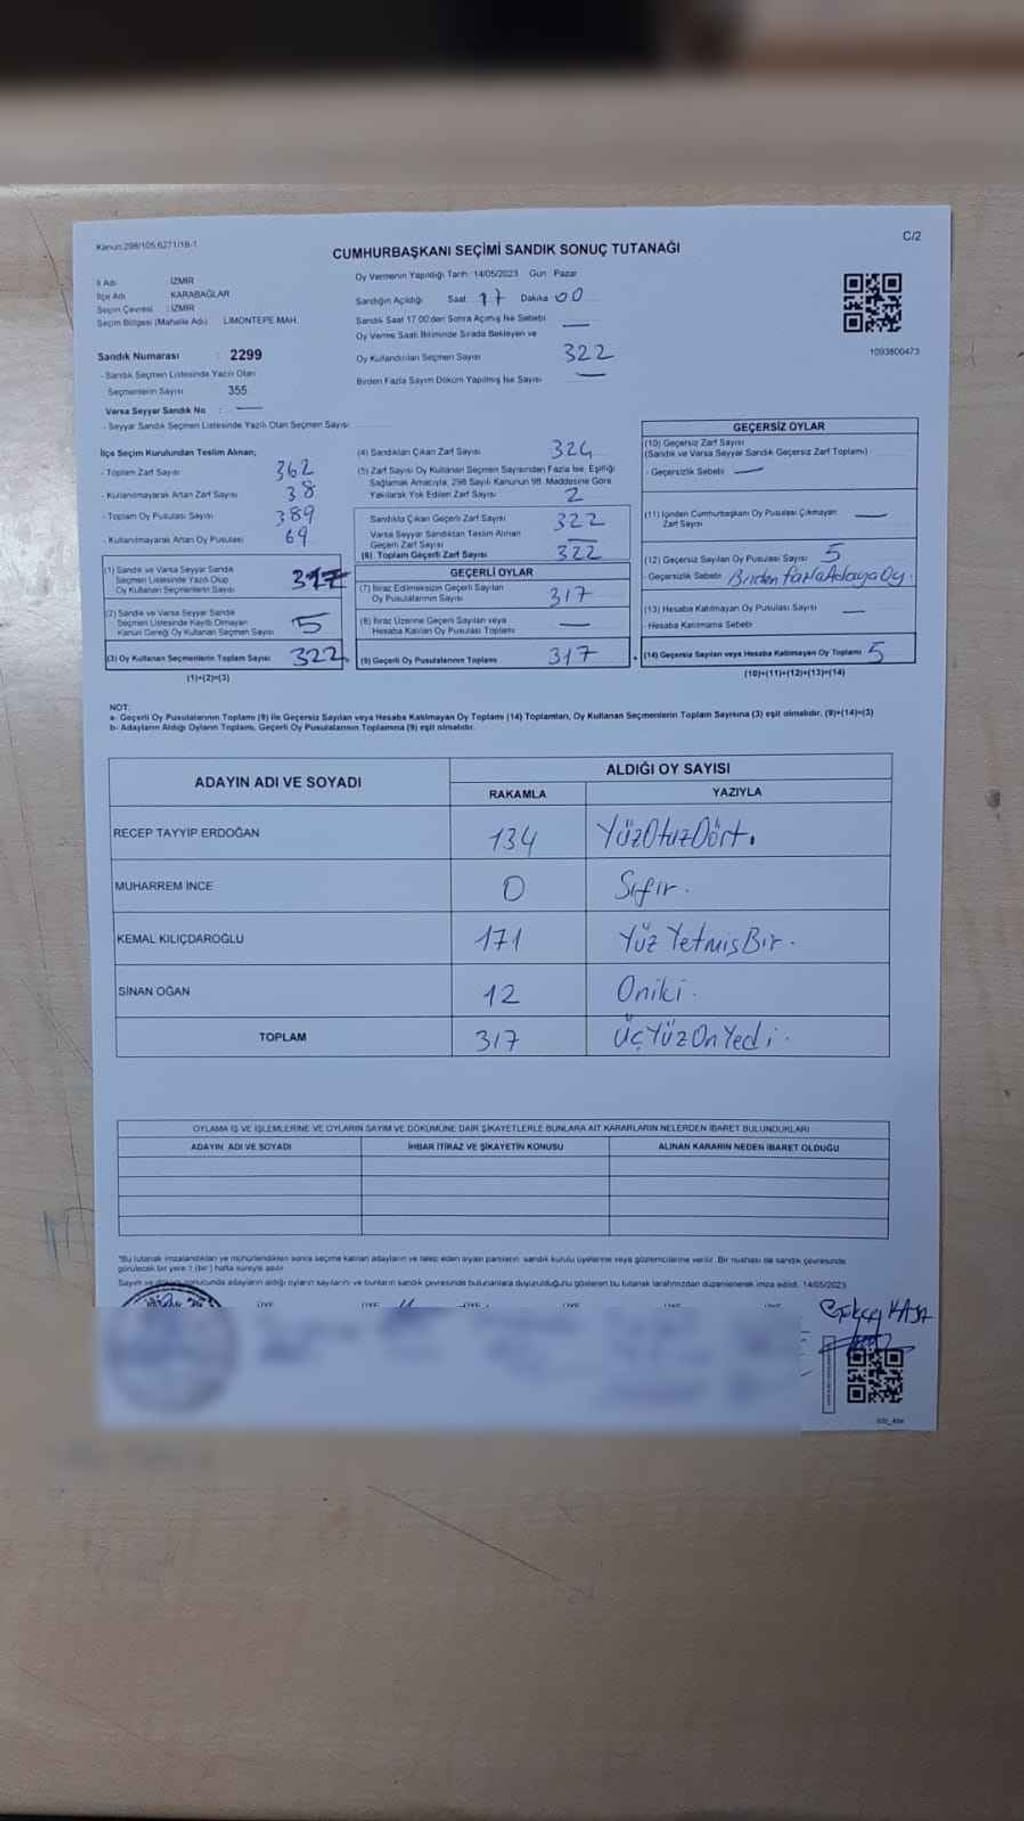 Kanun:298/105,6271/18-1
C/2
CUMHURBAŞKANI SEÇİMİ SANDIK SONUÇ TUTANAĞI
İl Adı : İZMİR
İlçe Adı : KARABAĞLAR
Seçim Çevresi : İZMİR
Seçim Bölgesi (Mahalle Adı) : LİMONTEPE MAH.
Sandık Numarası : 2299
- Sandık Seçmen Listesinde Yazılı Olan
Seçmenlerin Sayısı : 355
Varsa Seyyar Sandık No : —
- Seyyar Sandık Seçmen Listesinde Yazılı Olan Seçmen Sayısı:
Oy Vermenin Yapıldığı Tarih :14/05/2023 Gün : Pazar
Sandığın Açıldığı Saat 17 Dakika 00
Sandık Saat 17.00'den Sonra Açılmış İse Sebebi —
Oy Verme Saati Bitiminde Sırada Bekleyen ve
Oy Kullandırılan Seçmen Sayısı 322
Birden Fazla Sayım Döküm Yapılmış İse Sayısı —
1093800473
İlçe Seçim Kurulundan Teslim Alınan;
- Toplam Zarf Sayısı 362
- Kullanılmayarak Artan Zarf Sayısı 38
- Toplam Oy Pusulası Sayısı 389
- Kullanılmayarak Artan Oy Pusulası 69
(1) Sandık ve Varsa Seyyar Sandık
Seçmen Listesinde Yazılı Olup
Oy Kullanan Seçmenlerin Sayısı 317
(2) Sandık ve Varsa Seyyar Sandık
Seçmen Listesinde Kayıtlı Olmayan
Kanun Gereği Oy Kullanan Seçmen Sayısı 5
(3) Oy Kullanan Seçmenlerin Toplam Sayısı 322
(1)+(2)=(3)
(4) Sandıktan Çıkan Zarf Sayısı 324
(5) Zarf Sayısı Oy Kullanan Seçmen Sayısından Fazla İse, Eşitliği
Sağlamak Amacıyla, 298 Sayılı Kanunun 98. Maddesine Göre
Yakılarak Yok Edilen Zarf Sayısı 2
Sandıkta Çıkan Geçerli Zarf Sayısı 322
Varsa Seyyar Sandıktan Teslim Alınan
Geçerli Zarf Sayısı —
(6) Toplam Geçerli Zarf Sayısı 322
GEÇERLİ OYLAR
(7) İtiraz Edilmeksizin Geçerli Sayılan
Oy Pusulalarının Sayısı 317
(8) İtiraz Üzerine Geçerli Sayılan veya
Hesaba Katılan Oy Pusulası Toplamı —
(9) Geçerli Oy Pusulalarının Toplamı 317
GEÇERSİZ OYLAR
(10) Geçersiz Zarf Sayısı
(Sandık ve Varsa Seyyar Sandık Geçersiz Zarf Toplamı)
- Geçersizlik Sebebi —
(11) İçinden Cumhurbaşkanı Oy Pusulası Çıkmayan
Zarf Sayısı —
(12) Geçersiz Sayılan Oy Pusulası Sayısı 5
- Geçersizlik Sebebi Birden fazla Adaya Oy.
(13) Hesaba Katılmayan Oy Pusulası Sayısı —
- Hesaba Katılmama Sebebi
(14) Geçersiz Sayılan veya Hesaba Katılmayan Oy Toplamı 5
(10)+(11)+(12)+(13)=(14)
NOT:
a- Geçerli Oy Pusulalarının Toplamı (9) ile Geçersiz Sayılan veya Hesaba Katılmayan Oy Toplamı (14) Toplamları, Oy Kullanan Seçmenlerin Toplam Sayısına (3) eşit olmalıdır. (9)+(14)=(3)
b- Adayların Aldığı Oyların Toplamı, Geçerli Oy Pusulalarının Toplamına (9) eşit olmalıdır.
ADAYIN ADI VE SOYADI ALDIĞI OY SAYISI
RAKAMLA YAZIYLA
RECEP TAYYİP ERDOĞAN 134 YüzOtuzDört.
MUHARREM İNCE 0 Sıfır.
KEMAL KILIÇDAROĞLU 171 Yüz YetmişBir.
SİNAN OĞAN 12 Oniki.
TOPLAM 317 ÜçYüzOnYedi.
OYLAMA İŞ VE İŞLEMLERİNE VE OYLARIN SAYIM VE DÖKÜMÜNE DAİR ŞİKAYETLERLE BUNLARA AİT KARARLARIN NELERDEN İBARET BULUNDUKLARI
ADAYIN ADI VE SOYADI İHBAR İTİRAZ VE ŞİKAYETİN KONUSU ALINAN KARARIN NEDEN İBARET OLDUĞU
*Bu tutanak imzalandıktan ve mühürlendikten sonra seçime katılan adayların ve talep eden siyasi partilerin sandık kurulu üyelerine veya gözlemcilerine verilir. Bir nüshası da sandık çevresinde
görülecek bir yere 1 (bir) hafta süreyle asılır.
Sayım ve döküm sonucunda adayların aldığı oyların sayılarını ve bunların sandık çevresinde bulunanlara duyurulduğunu gösteren bu tutanak tarafımızdan düzenlenerek imza edildi. 14/05/2023